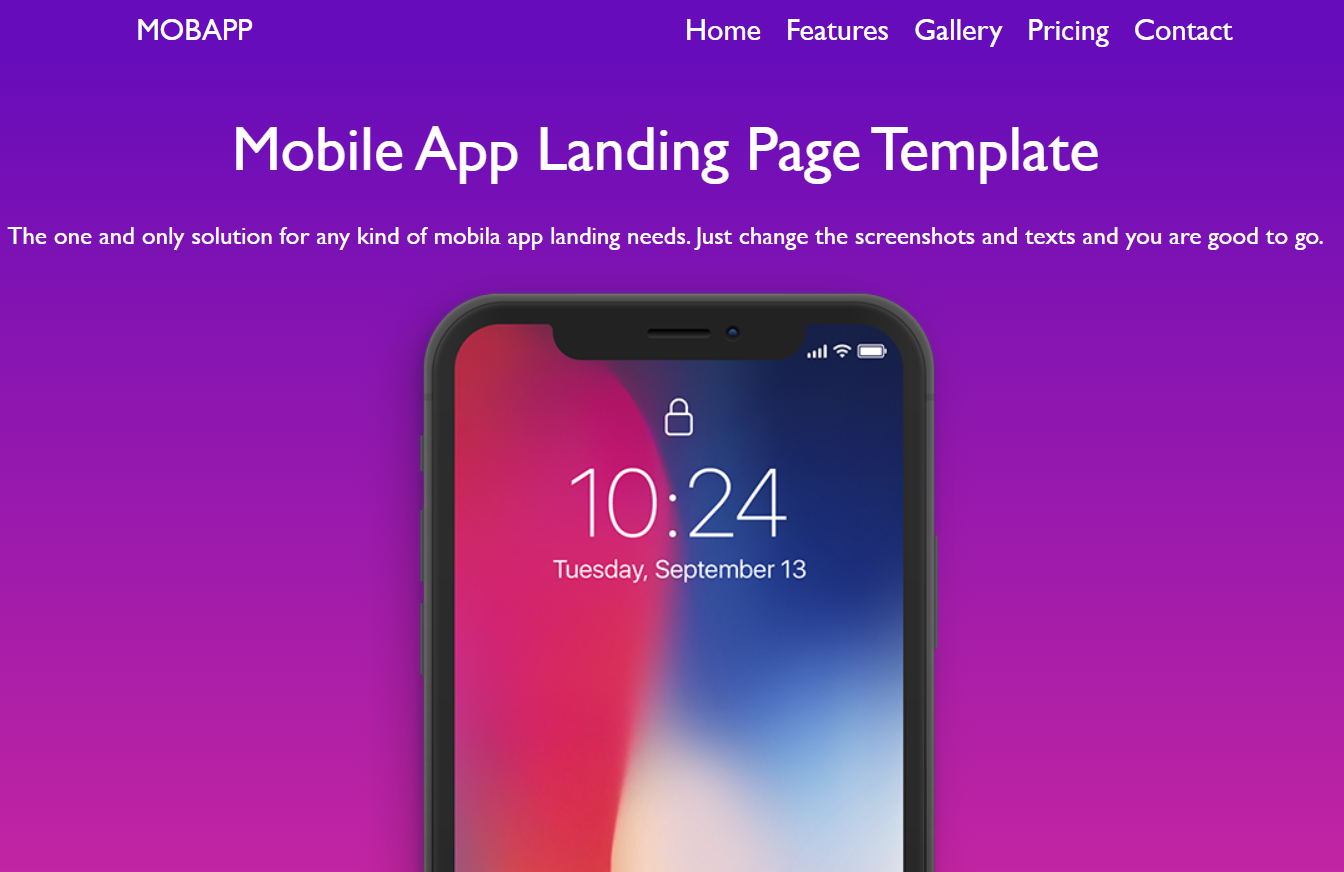 MOBAPP Home Features Gallery Pricing Contact
Mobile App Landing Page Template
The one and only solution for any kind of mobila app landing needs. Just change the screenshots and texts and you are good to go.
10:24
Tuesday, September 13